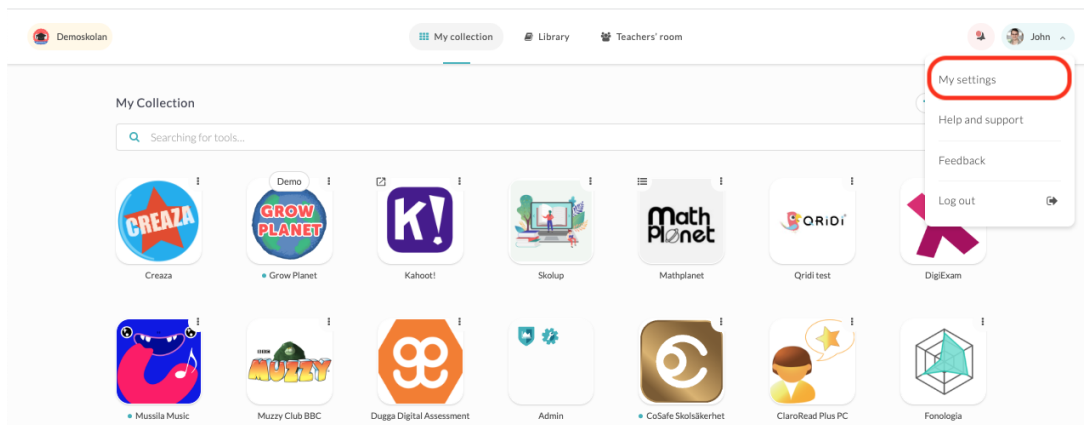 Demoskolan
My collection
Library
Teachers' room
John
My settings
Help and support
Feedback
Log out
My Collection
Searching for tools...
CREAZA
Demo
GROW
PLANET
K!
Math
Planet
QRIDI
Creaza
Grow Planet
Kahoot!
Skolup
Mathplanet
Qridi test
DigiExam
MUZZY
Mussila Music
Muzzy Club BBC
Dugga Digital Assessment
Admin
CoSafe Skolsäkerhet
ClaroRead Plus PC
Fonologia